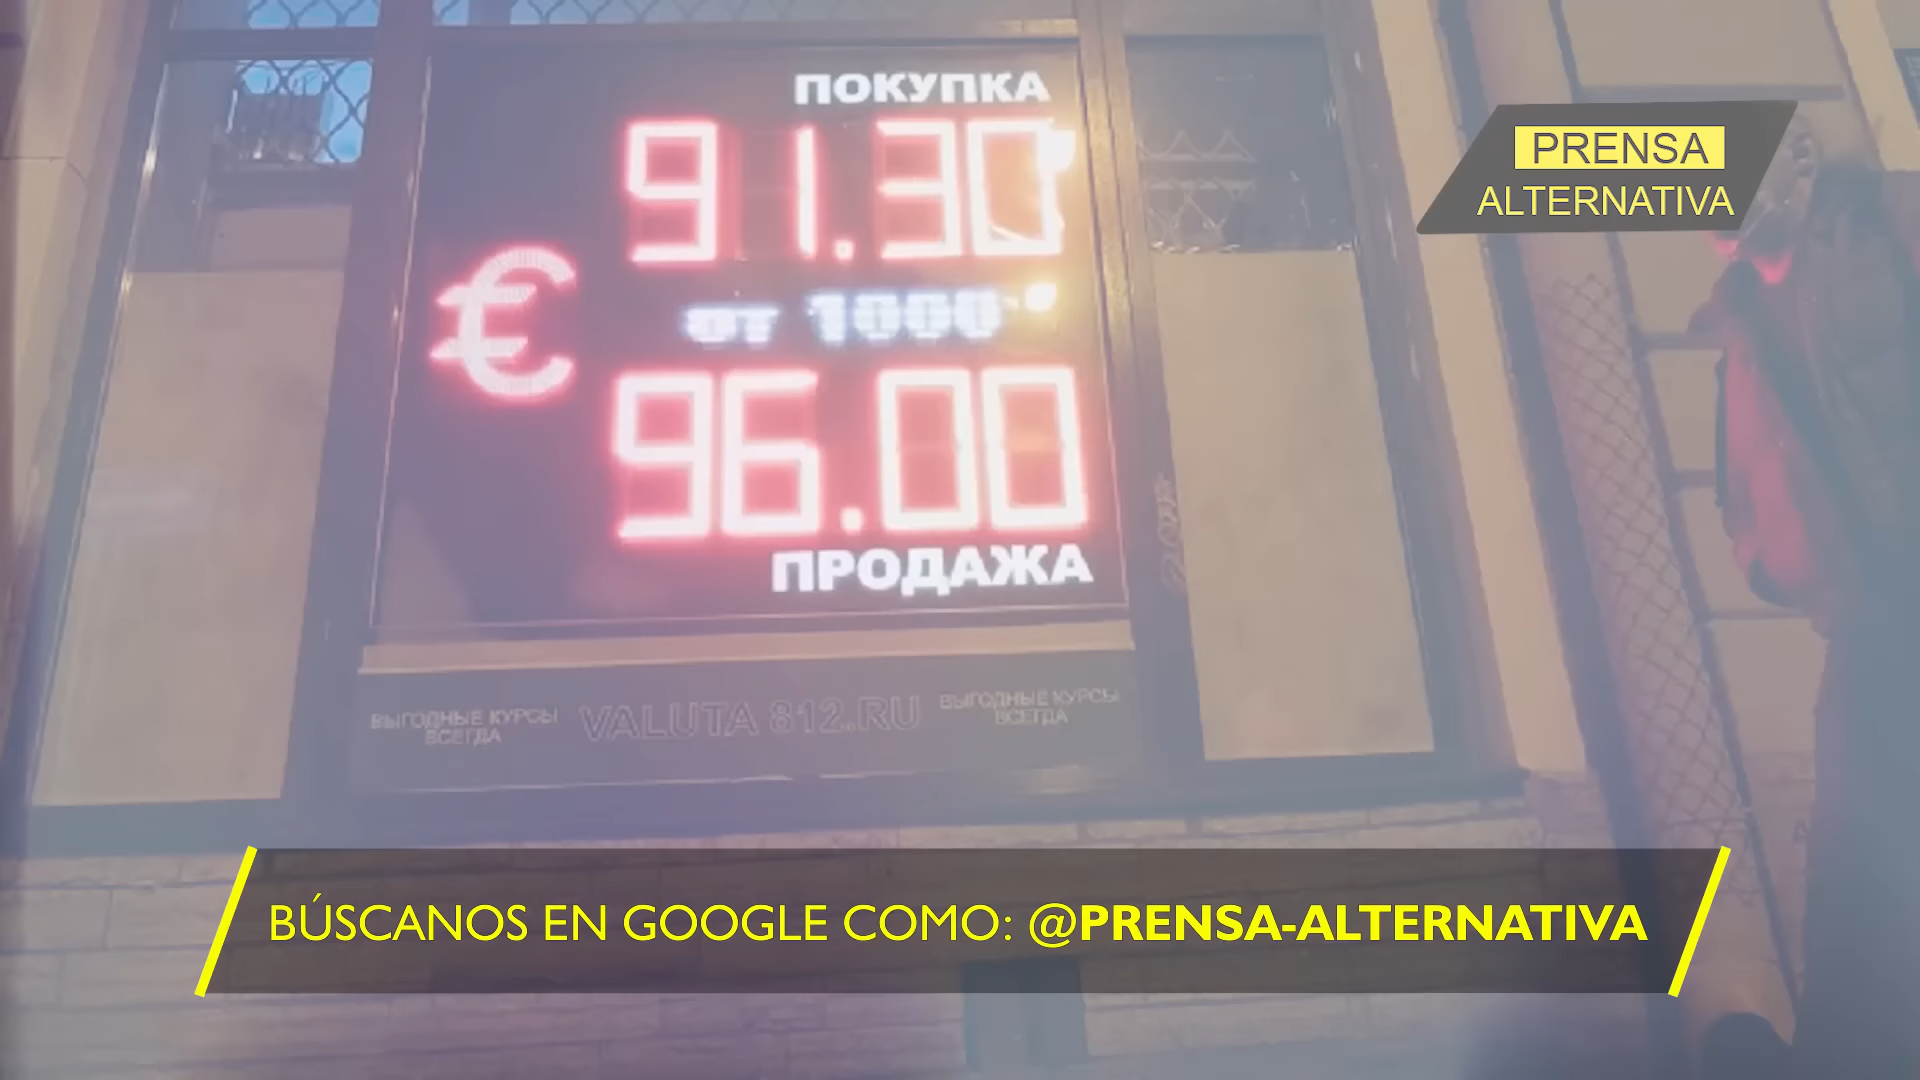 ПОКУПКА
91.30
€
от 1000
96.00
ПРОДАЖА
ВЫГОДНЫЕ КУРСЫ
ВСЕГДА
VALUTA 812.RU
ВЫГОДНЫЕ КУРСЫ
ВСЕГДА
PRENSA
ALTERNATIVA
BÚSCANOS EN GOOGLE COMO: @PRENSA-ALTERNATIVA